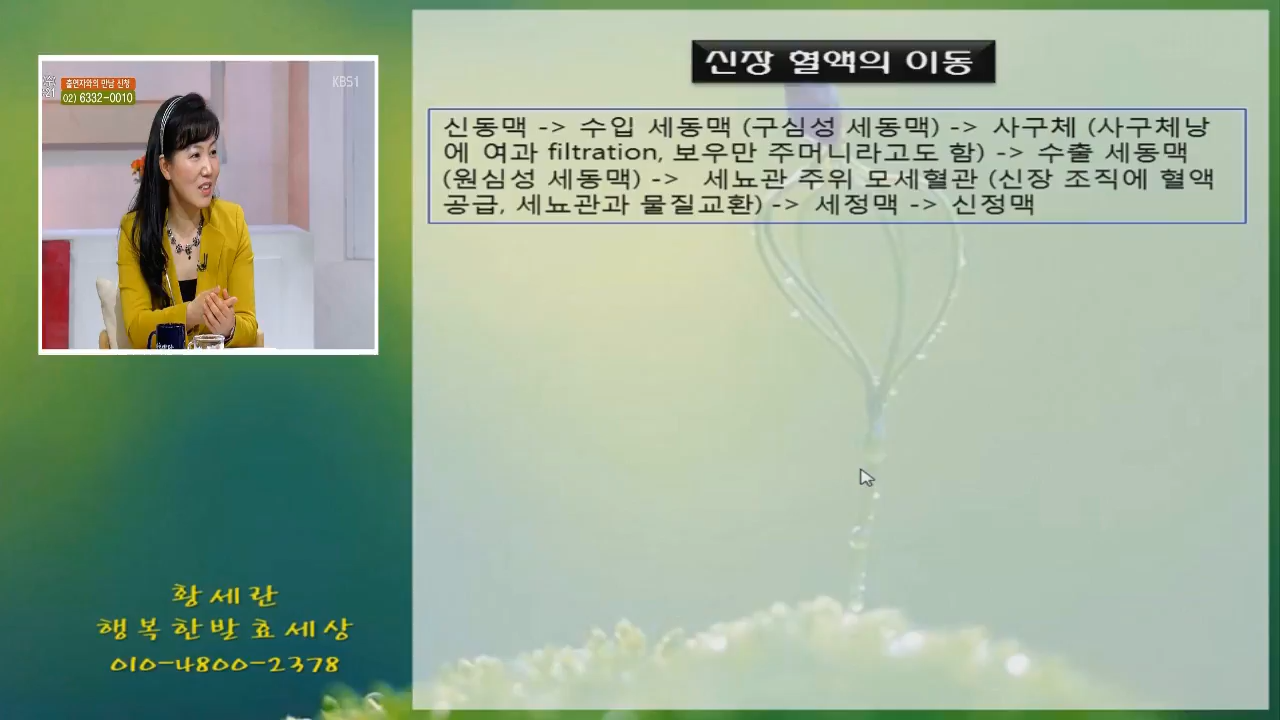 신장 혈액의 이동
신동맥 -> 수입 세동맥 (구심성 세동맥) -> 사구체 (사구체낭
에 여과 filtration, 보우만 주머니라고도 함) -> 수출 세동맥
(원심성 세동맥) -> 세뇨관 주위 모세혈관 (신장 조직에 혈액
공급, 세뇨관과 물질교환) -> 세정맥 -> 신정맥
출연자와의 만남 신청
02) 6332-0010
KBS1
황세란
행복한발효세상
010-4800-2378